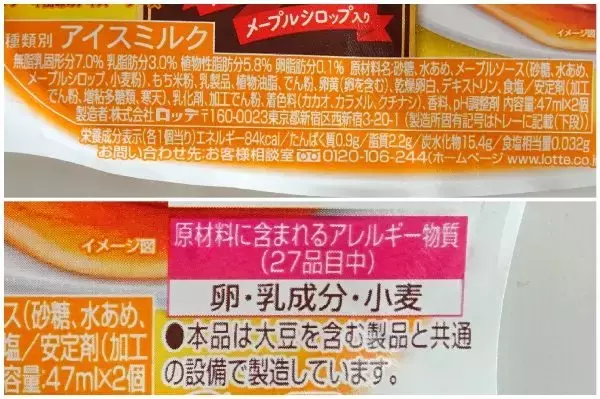 メープルシロップ入り
種類別 アイスミルク
イメージ図
無脂乳固形分7.0% 乳脂肪分3.0% 植物性脂肪分5.8% 卵脂肪分0.1% 原材料名:砂糖、水あめ、メープルソース(砂糖、水あめ、
メープルシロップ、小麦粉)、もち米粉、乳製品、植物油脂、でん粉、卵黄(卵を含む)、乾燥卵白、デキストリン、食塩/安定剤(加工
でん粉、増粘多糖類、寒天)、乳化剤、加工でん粉、着色料(カカオ、カラメル、クチナシ)、香料、pH調整剤 内容量:47ml×2個
製造者:株式会社ロッテ 〒160-0023東京都新宿区西新宿3-20-1 (製造所固有記号はトレーに記載(下段))
栄養成分表示(各1個当り)エネルギー84kcal/たんぱく質0.9g/脂質2.2g/炭水化物15.4g/食塩相当量0.032g
お問い合わせ先:お客様相談室 0120-106-244(ホームページ www.lotte.co.j
イメージ図
原材料に含まれるアレルギー物質
(27品目中)
卵・乳成分・小麦
ース(砂糖、水あめ、
塩/安定剤(加工
容量:47ml×2個
●本品は大豆を含む製品と共通
の設備で製造しています。